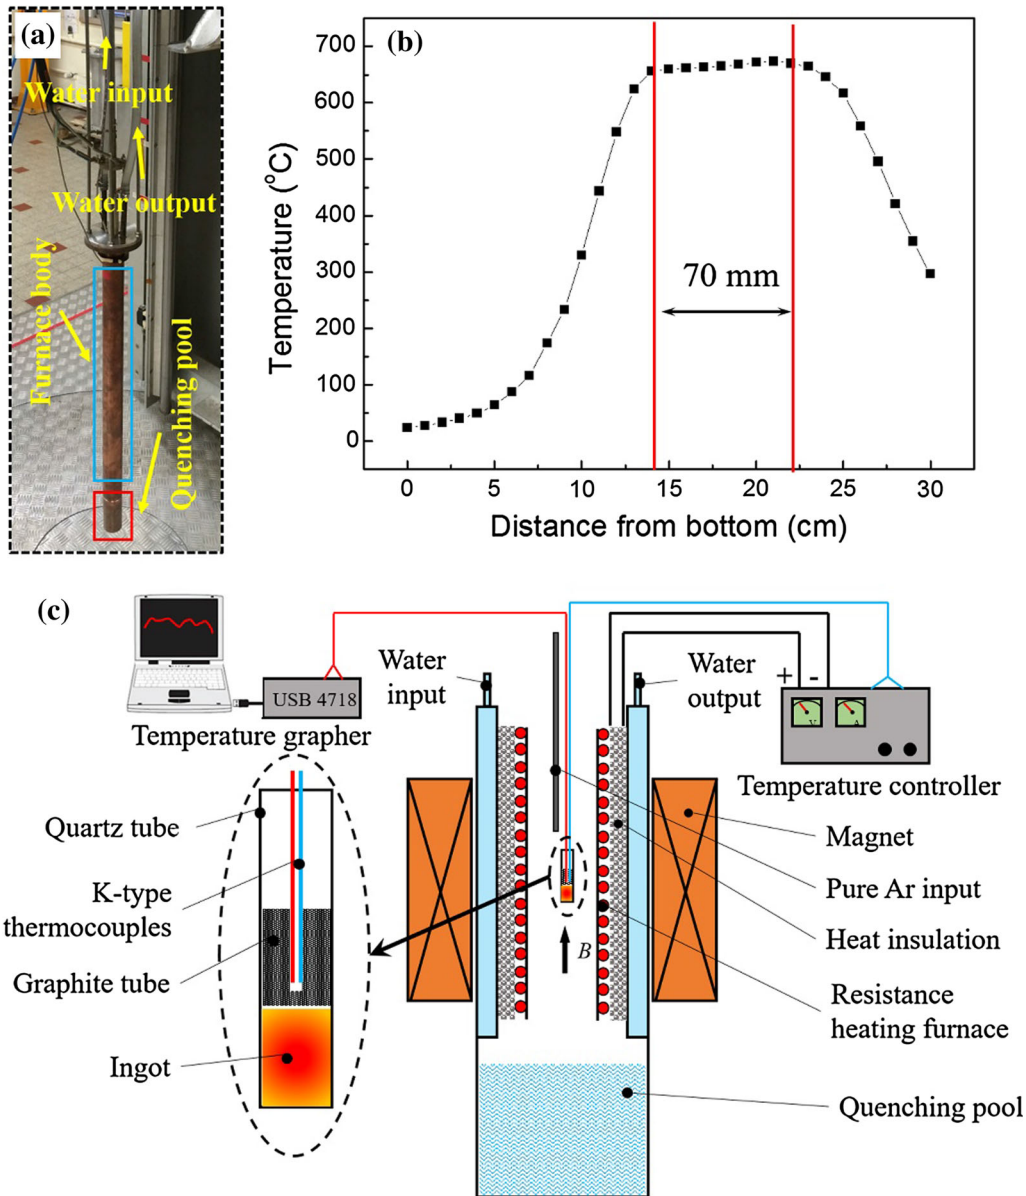 (a)
Water input
Water output
Furnace body
Quenching pool
(b)
Temperature (°C)
700
600
500
400
300
200
100
0
70 mm
0 5 10 15 20 25 30
Distance from bottom (cm)
(c)
USB 4718
Temperature grapher
Water
input
Water
output
+ -
V A
Temperature controller
Quartz tube
K-type
thermocouples
Graphite tube
Ingot
B
Magnet
Pure Ar input
Heat insulation
Resistance
heating furnace
Quenching pool